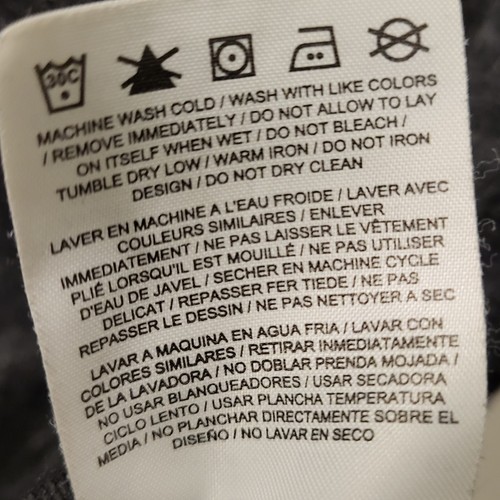 30C
MACHINE WASH COLD / WASH WITH LIKE COLORS
/ REMOVE IMMEDIATELY / DO NOT ALLOW TO LAY
ON ITSELF WHEN WET / DO NOT BLEACH /
TUMBLE DRY LOW / WARM IRON / DO NOT IRON
DESIGN / DO NOT DRY CLEAN
LAVER EN MACHINE A L'EAU FROIDE / LAVER AVEC
COULEURS SIMILAIRES / ENLEVER
IMMEDIATEMENT / NE PAS LAISSER LE VÊTEMENT
PLIÉ LORSQU'IL EST MOUILLÉ / NE PAS UTILISER
D'EAU DE JAVEL / SECHER EN MACHINE CYCLE
DELICAT / REPASSER FER TIEDE / NE PAS
REPASSER LE DESSIN / NE PAS NETTOYER A SEC
LAVAR A MAQUINA EN AGUA FRIA / LAVAR CON
COLORES SIMILARES / RETIRAR INMEDIATAMENTE
DE LA LAVADORA / NO DOBLAR PRENDA MOJADA /
NO USAR BLANQUEADORES / USAR SECADORA
CICLO LENTO / USAR PLANCHA TEMPERATURA
MEDIA / NO PLANCHAR DIRECTAMENTE SOBRE EL
DISEÑO / NO LAVAR EN SECO